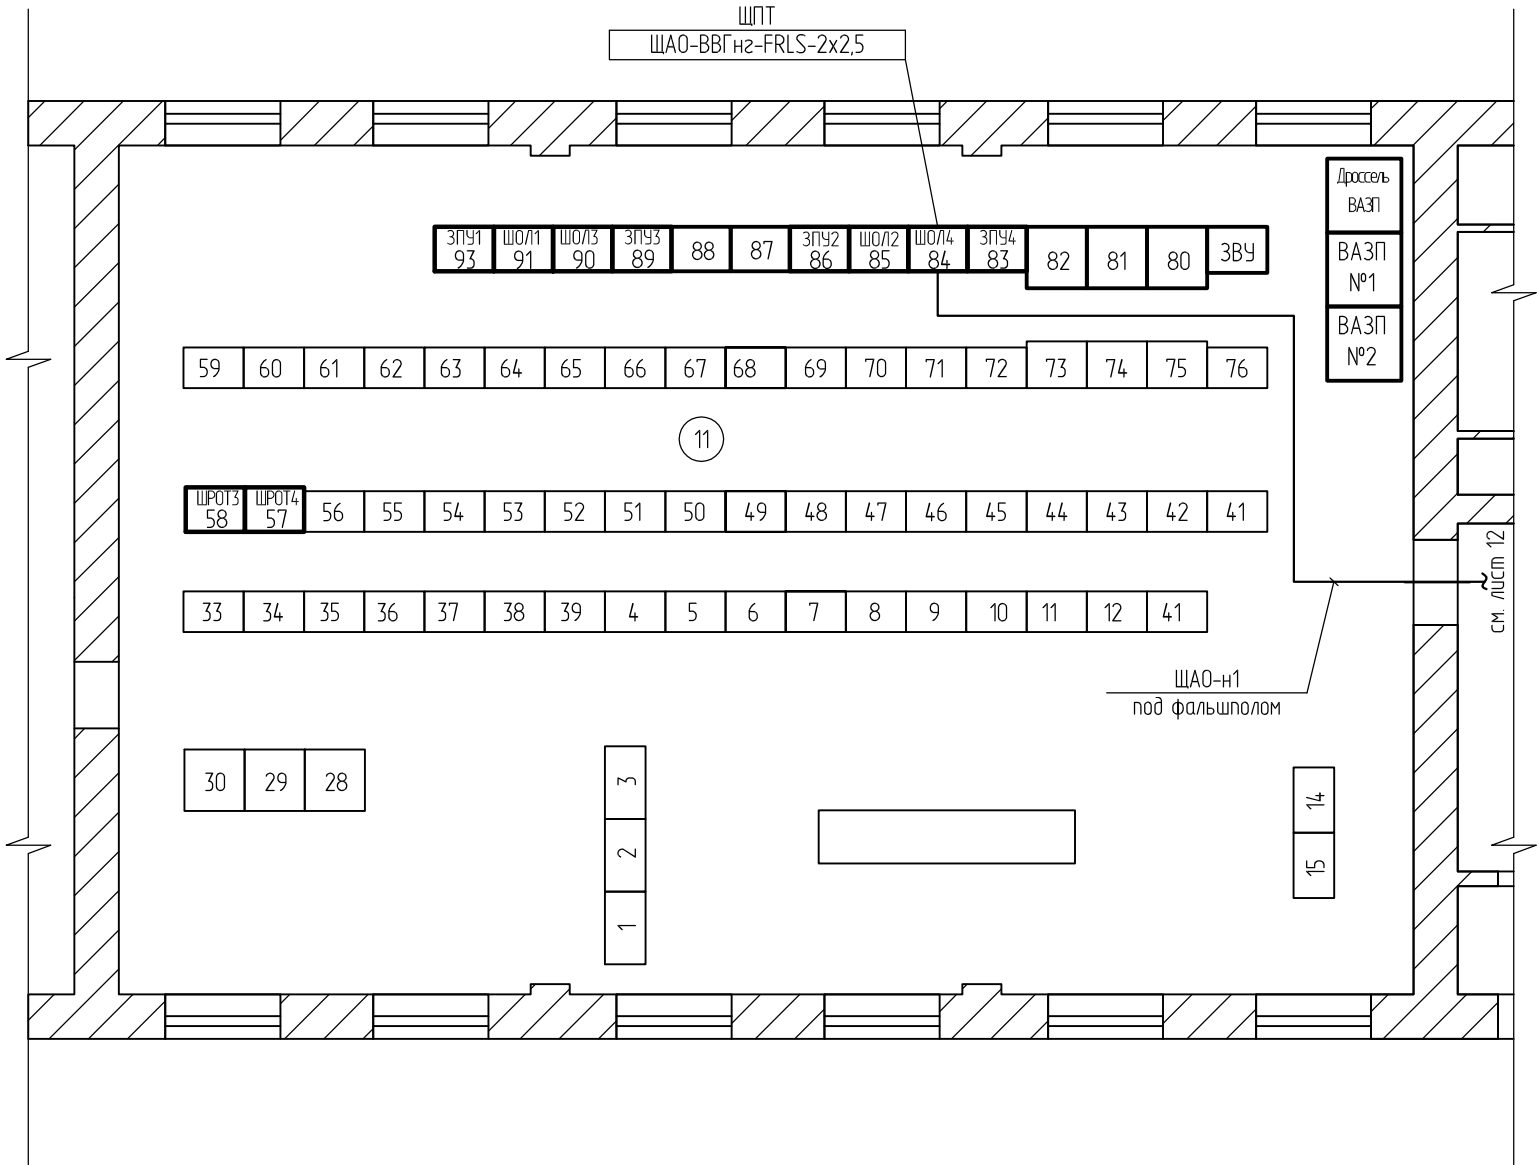 ЩПТ
ЩАО-ВВГнг-FRLS-2х2,5
Дроссель
ВАЗП
ВАЗП
№1
ВАЗП
№2
ЗПУ1 ШОЛ1 ШОЛ3 ЗПУ3 ЗПУ2 ШОЛ2 ШОЛ4 ЗПУ4
93 91 90 89 88 87 86 85 84 83 82 81 80 ЗВУ
59 60 61 62 63 64 65 66 67 68 69 70 71 72 73 74 75 76
11
ШРОТ3 ШРОТ4
58 57 56 55 54 53 52 51 50 49 48 47 46 45 44 43 42 41
см. лист 12
33 34 35 36 37 38 39 4 5 6 7 8 9 10 11 12 41
ЩАО-н1
под фальшполом
30 29 28
3
2
1
14
15